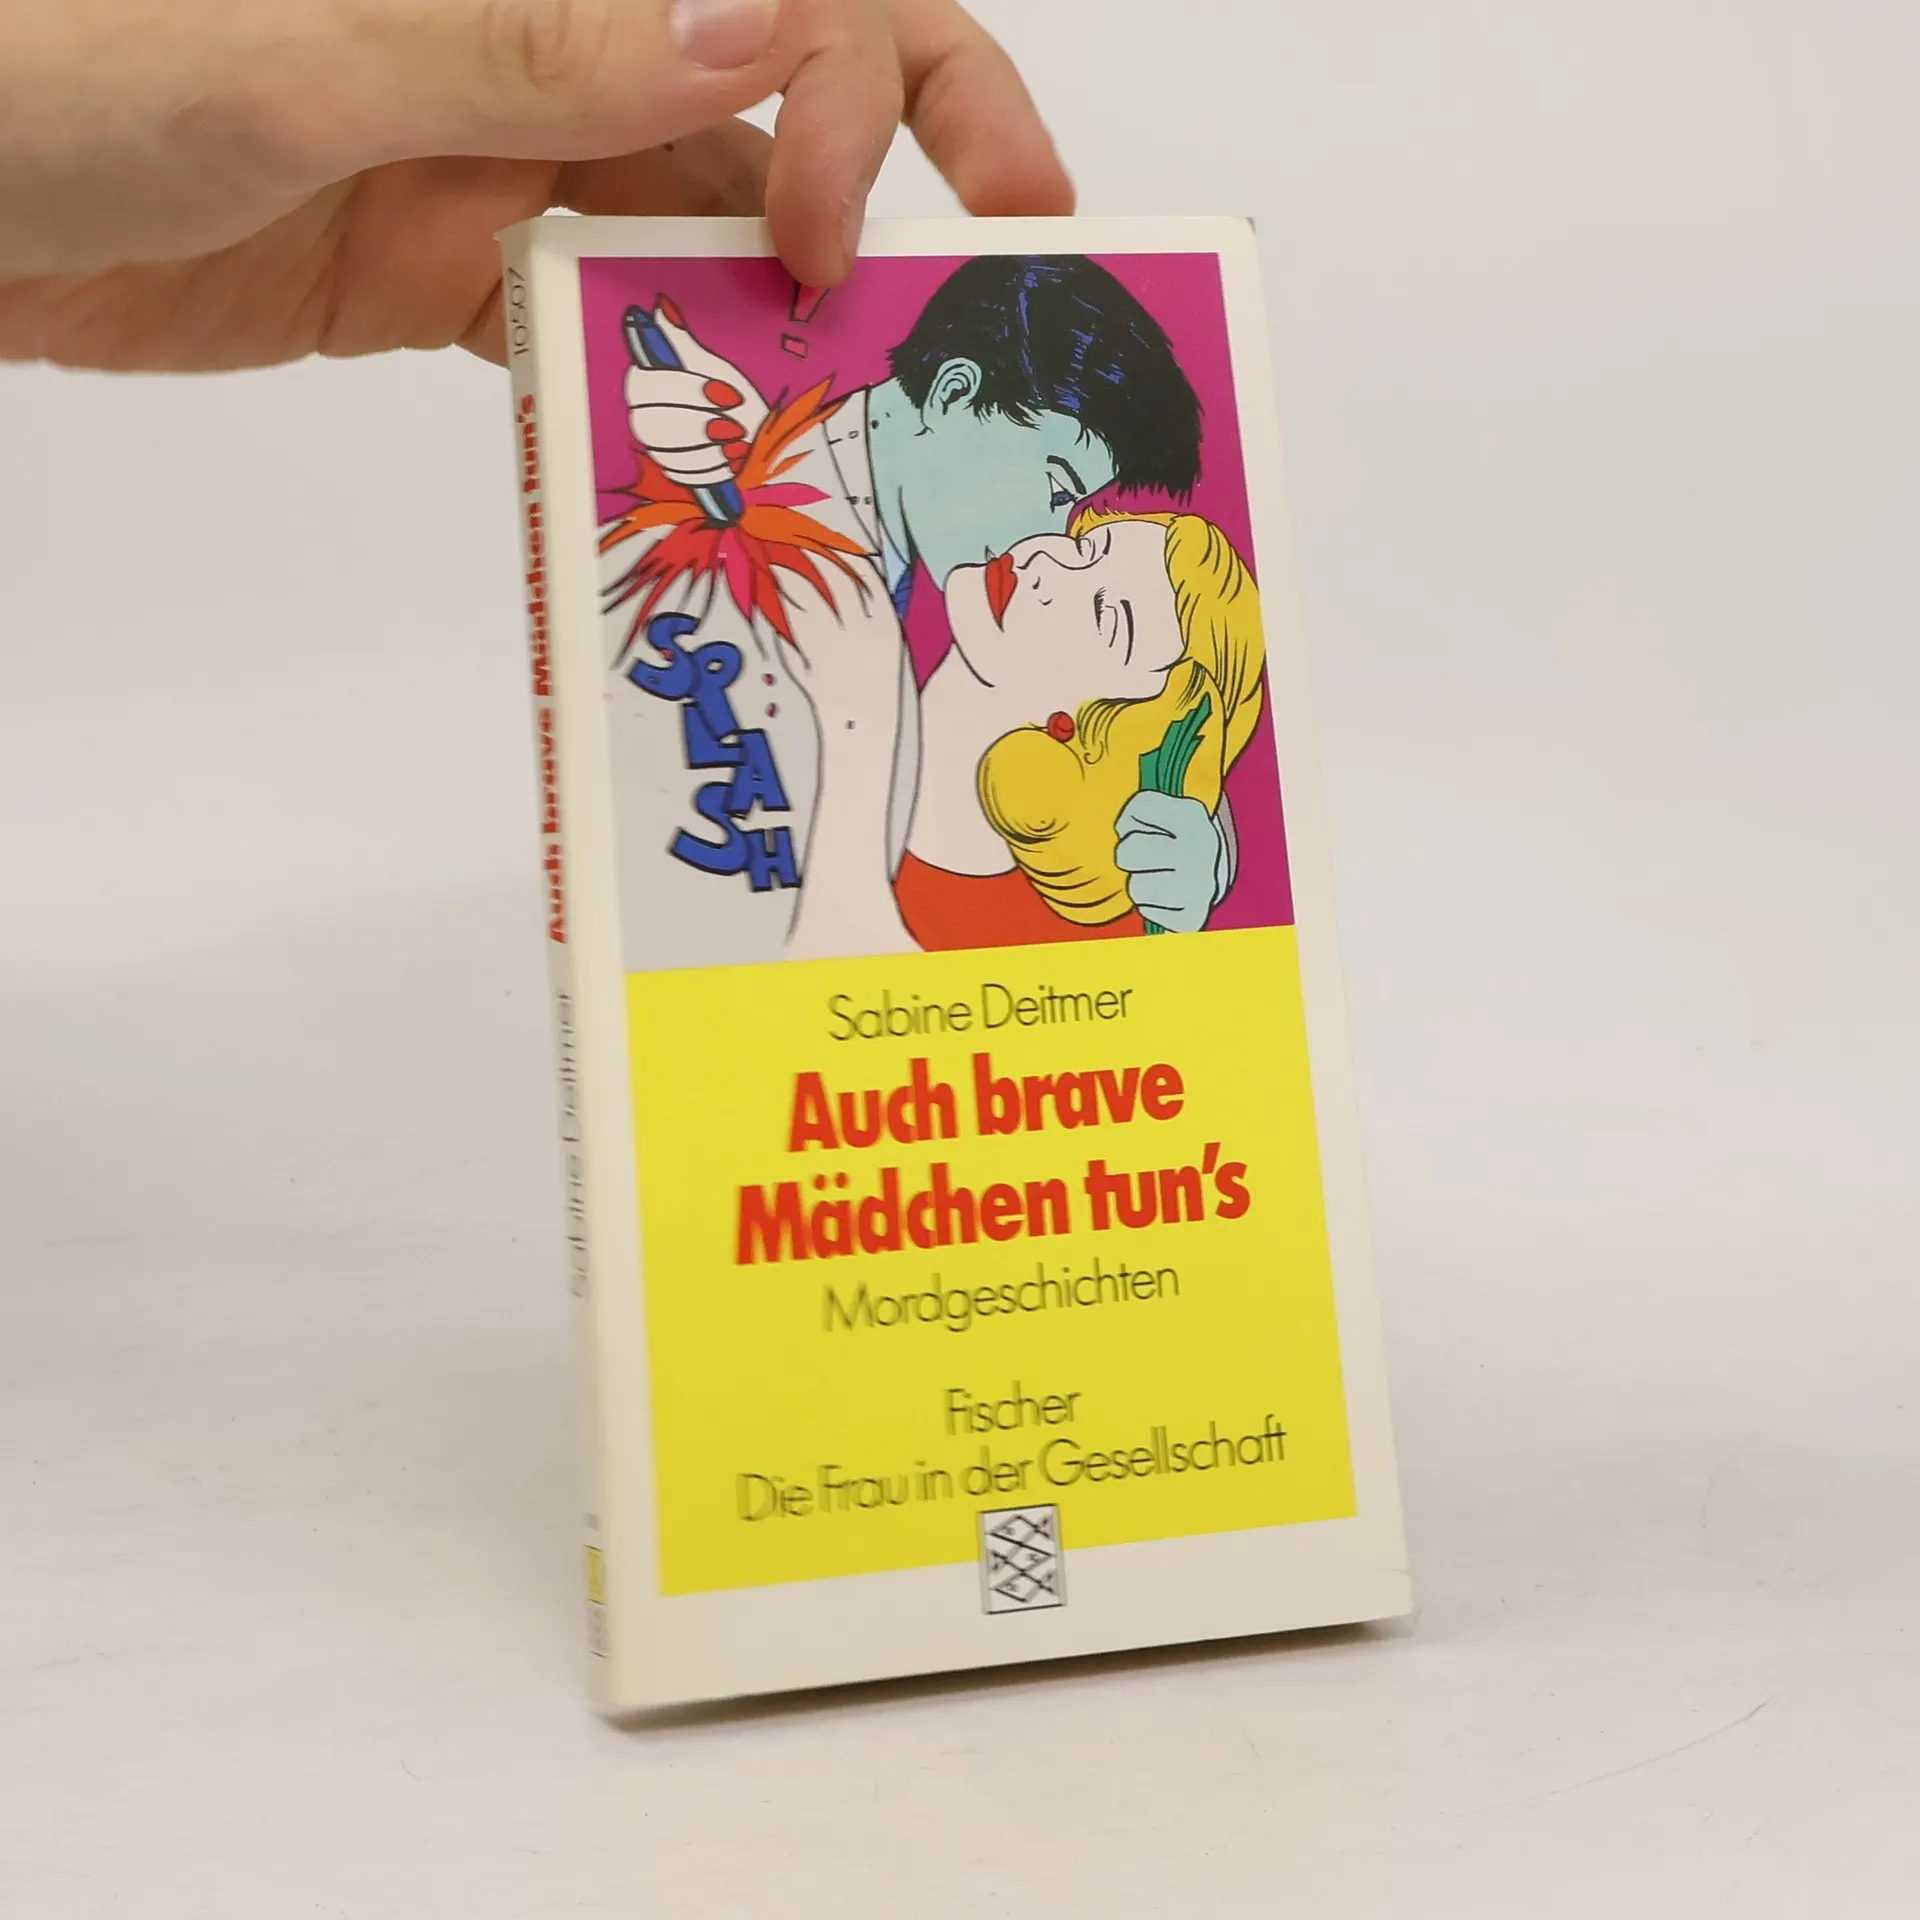 !
SPLASH
Sabine Deitmer
Auch brave
Mädchen tun's
Mordgeschichten
Fischer
Die Frau in der Gesellschaft
10507
Auch brave Mädchen tun's
Sabine Deitmer